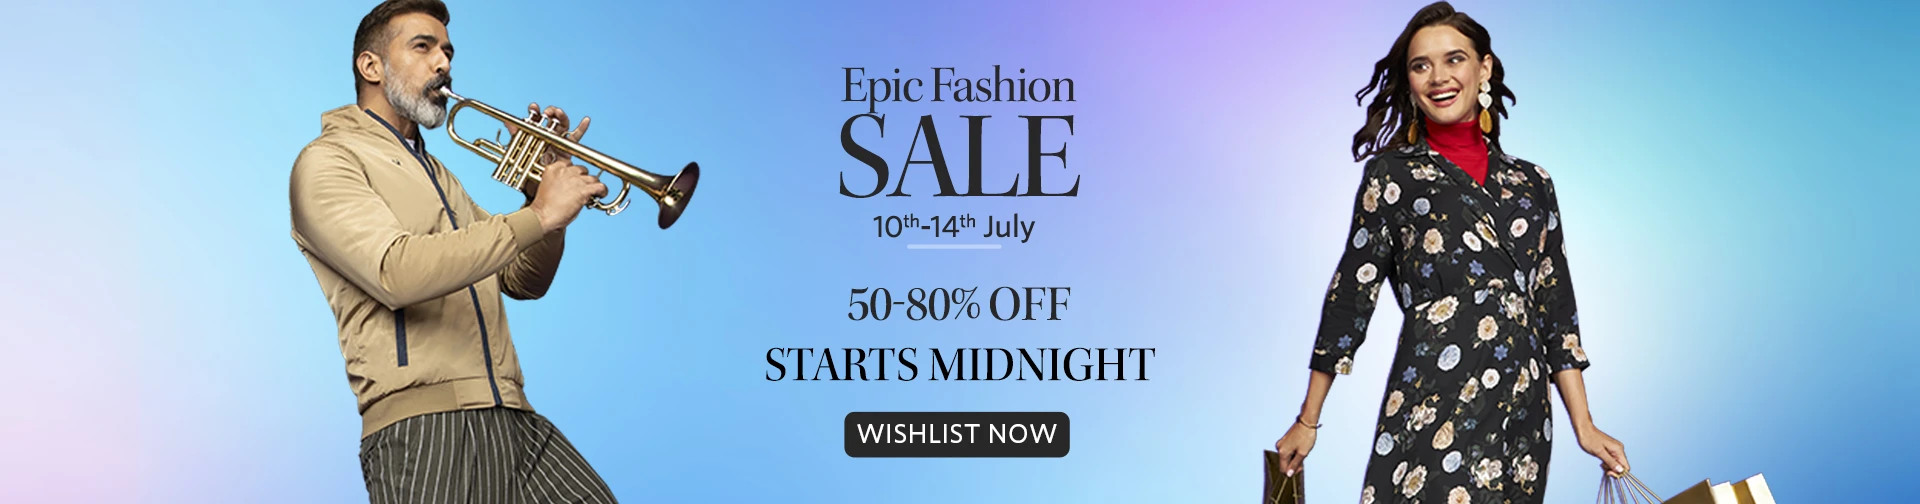 Epic Fashion
SALE
10th-14th July
50-80% OFF
STARTS MIDNIGHT
WISHLIST NOW